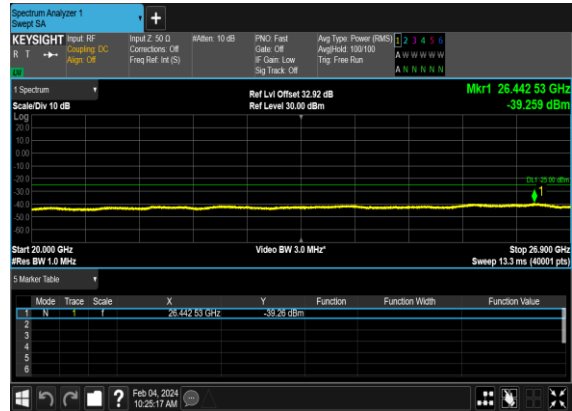 Spectrum Analyzer 1
Swept SA
+
KEYSIGHT Input: RF Input Z: 50 Ω #Atten: 10 dB PNO: Fast Avg Type: Power (RMS) 1 2 3 4 5 6
R T Coupling: DC Corrections: Off Gate: Off Avg|Hold: 100/100 A W W W W W
Align: Off Freq Ref: Int (S) IF Gain: Low Trig: Free Run
LW Sig Track: Off A N N N N N
1 Spectrum Ref Lvl Offset 32.92 dB Mkr1 26.442 53 GHz
Scale/Div 10 dB Ref Level 30.00 dBm -39.259 dBm
Log
20.0
10.0
0.00
-10.0
-20.0 DL1 -25.00 dBm
-30.0 1
-40.0
-50.0
-60.0
Start 20.000 GHz Video BW 3.0 MHz* Stop 26.900 GHz
#Res BW 1.0 MHz Sweep 13.3 ms (40001 pts)
5 Marker Table
Mode Trace Scale X Y Function Function Width Function Value
1 N 1 f 26.442 53 GHz -39.26 dBm
2
3
4
5
6
? Feb 04, 2024
10:25:17 AM